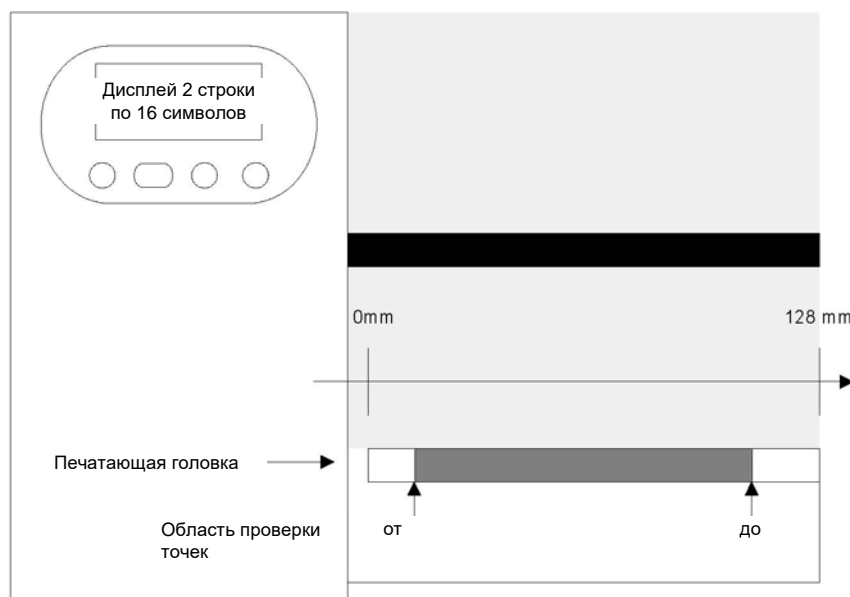 Дисплей 2 строки
по 16 символов
0mm
128 mm
Печатающая головка
Область проверки
точек
от
до